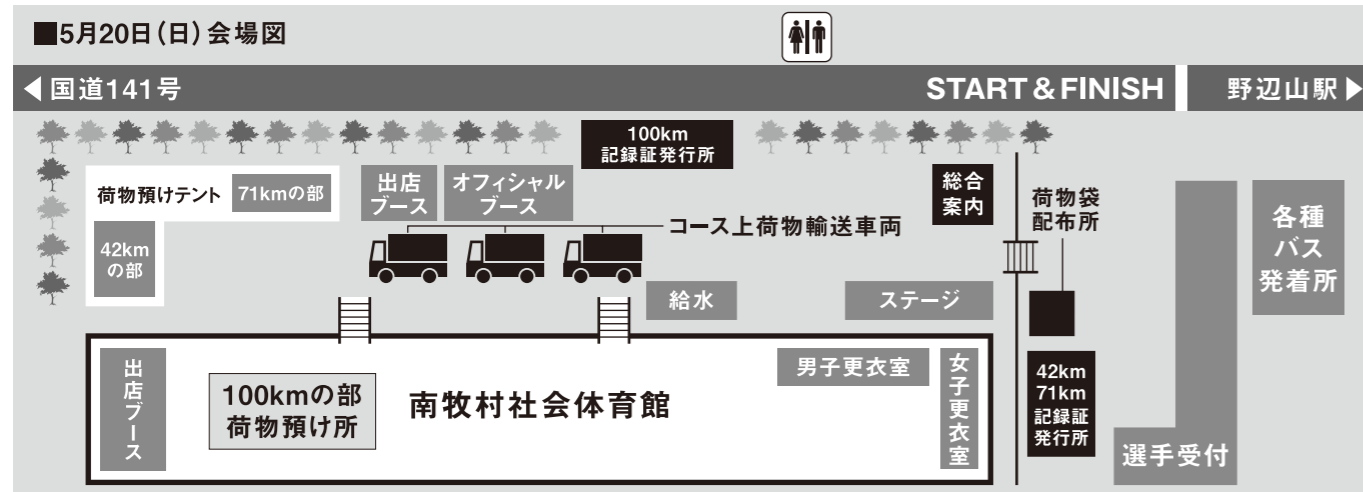 ■5月20日(日)会場図
◀国道141号
START & FINISH
野辺山駅▶
100km
記録証発行所
荷物預けテント
71kmの部
42km
の部
出店
ブース
オフィシャル
ブース
コース上荷物輸送車両
総合
案内
荷物袋
配布所
各種
バス
発着所
給水
ステージ
出店ブース
100kmの部
荷物預け所
南牧村社会体育館
男子更衣室
女子更衣室
42km
71km
記録証
発行所
選手受付